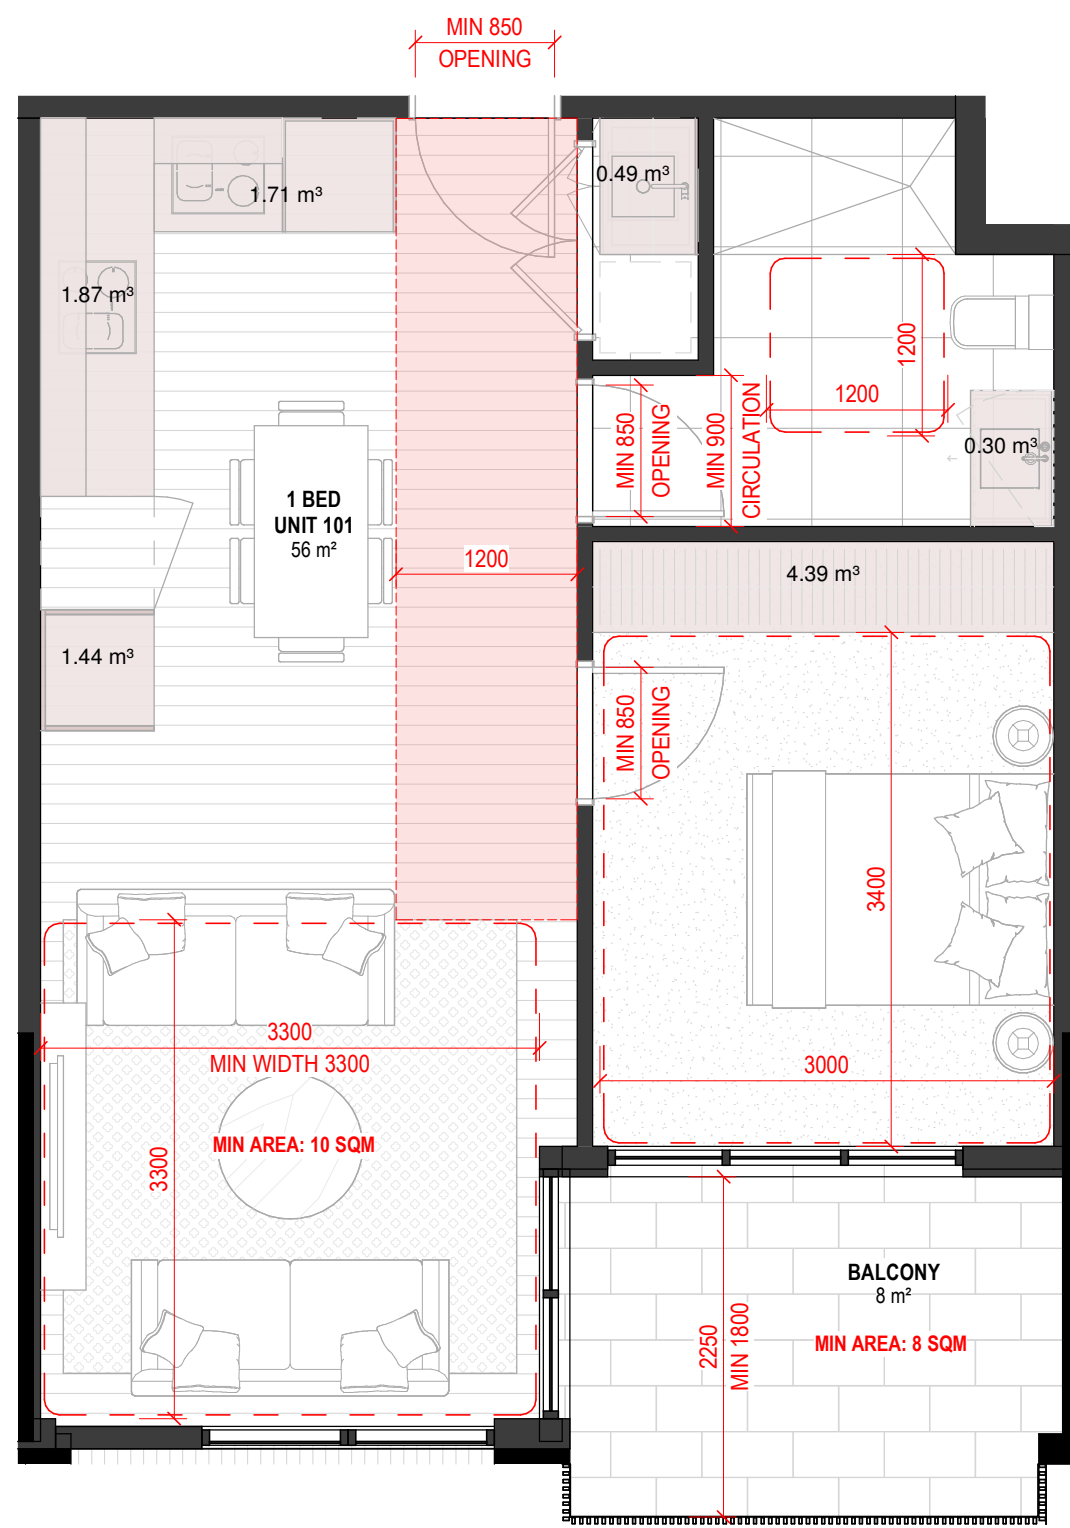 MIN 850
OPENING
1.71 m³
0.49 m³
1.87 m³
1200
1200
MIN 850
OPENING
MIN 900
CIRCULATION
0.30 m³
1 BED
UNIT 101
56 m²
1200
4.39 m³
1.44 m³
MIN 850
OPENING
3400
3300
MIN WIDTH 3300
3000
MIN AREA: 10 SQM
3300
BALCONY
8 m²
2250
MIN 1800
MIN AREA: 8 SQM